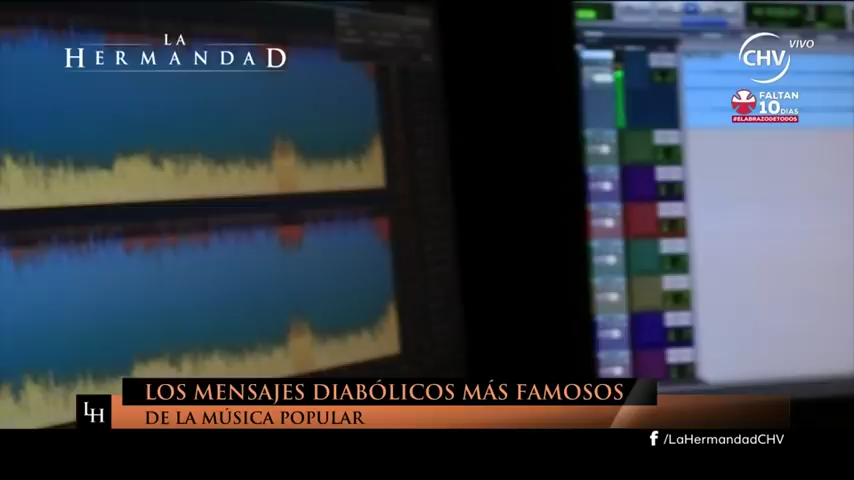 LA
HERMANDAD
CHV VIVO
FALTAN
10 DÍAS
#ELABRAZODETODOS
LOS MENSAJES DIABÓLICOS MÁS FAMOSOS
LH
DE LA MÚSICA POPULAR
f /LaHermandadCHV